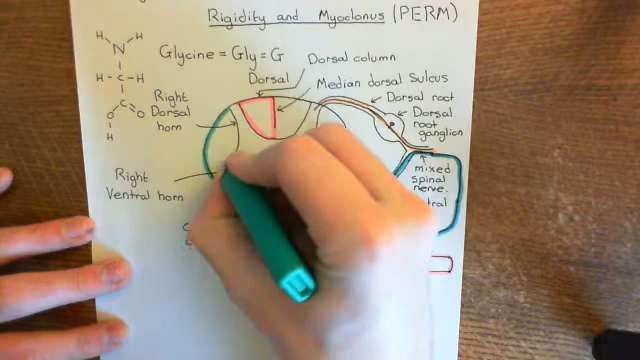 Rigidity and Myoclonus (PERM)
Glycine = Gly = G
Dorsal column
Dorsal
Median dorsal Sulcus
Right
Dorsal
horn
Dorsal root
Dorsal
root
ganglion
mixed
spinal
nerve.
Right
Ventral horn
H H
N
H-C-H
C
O O
H